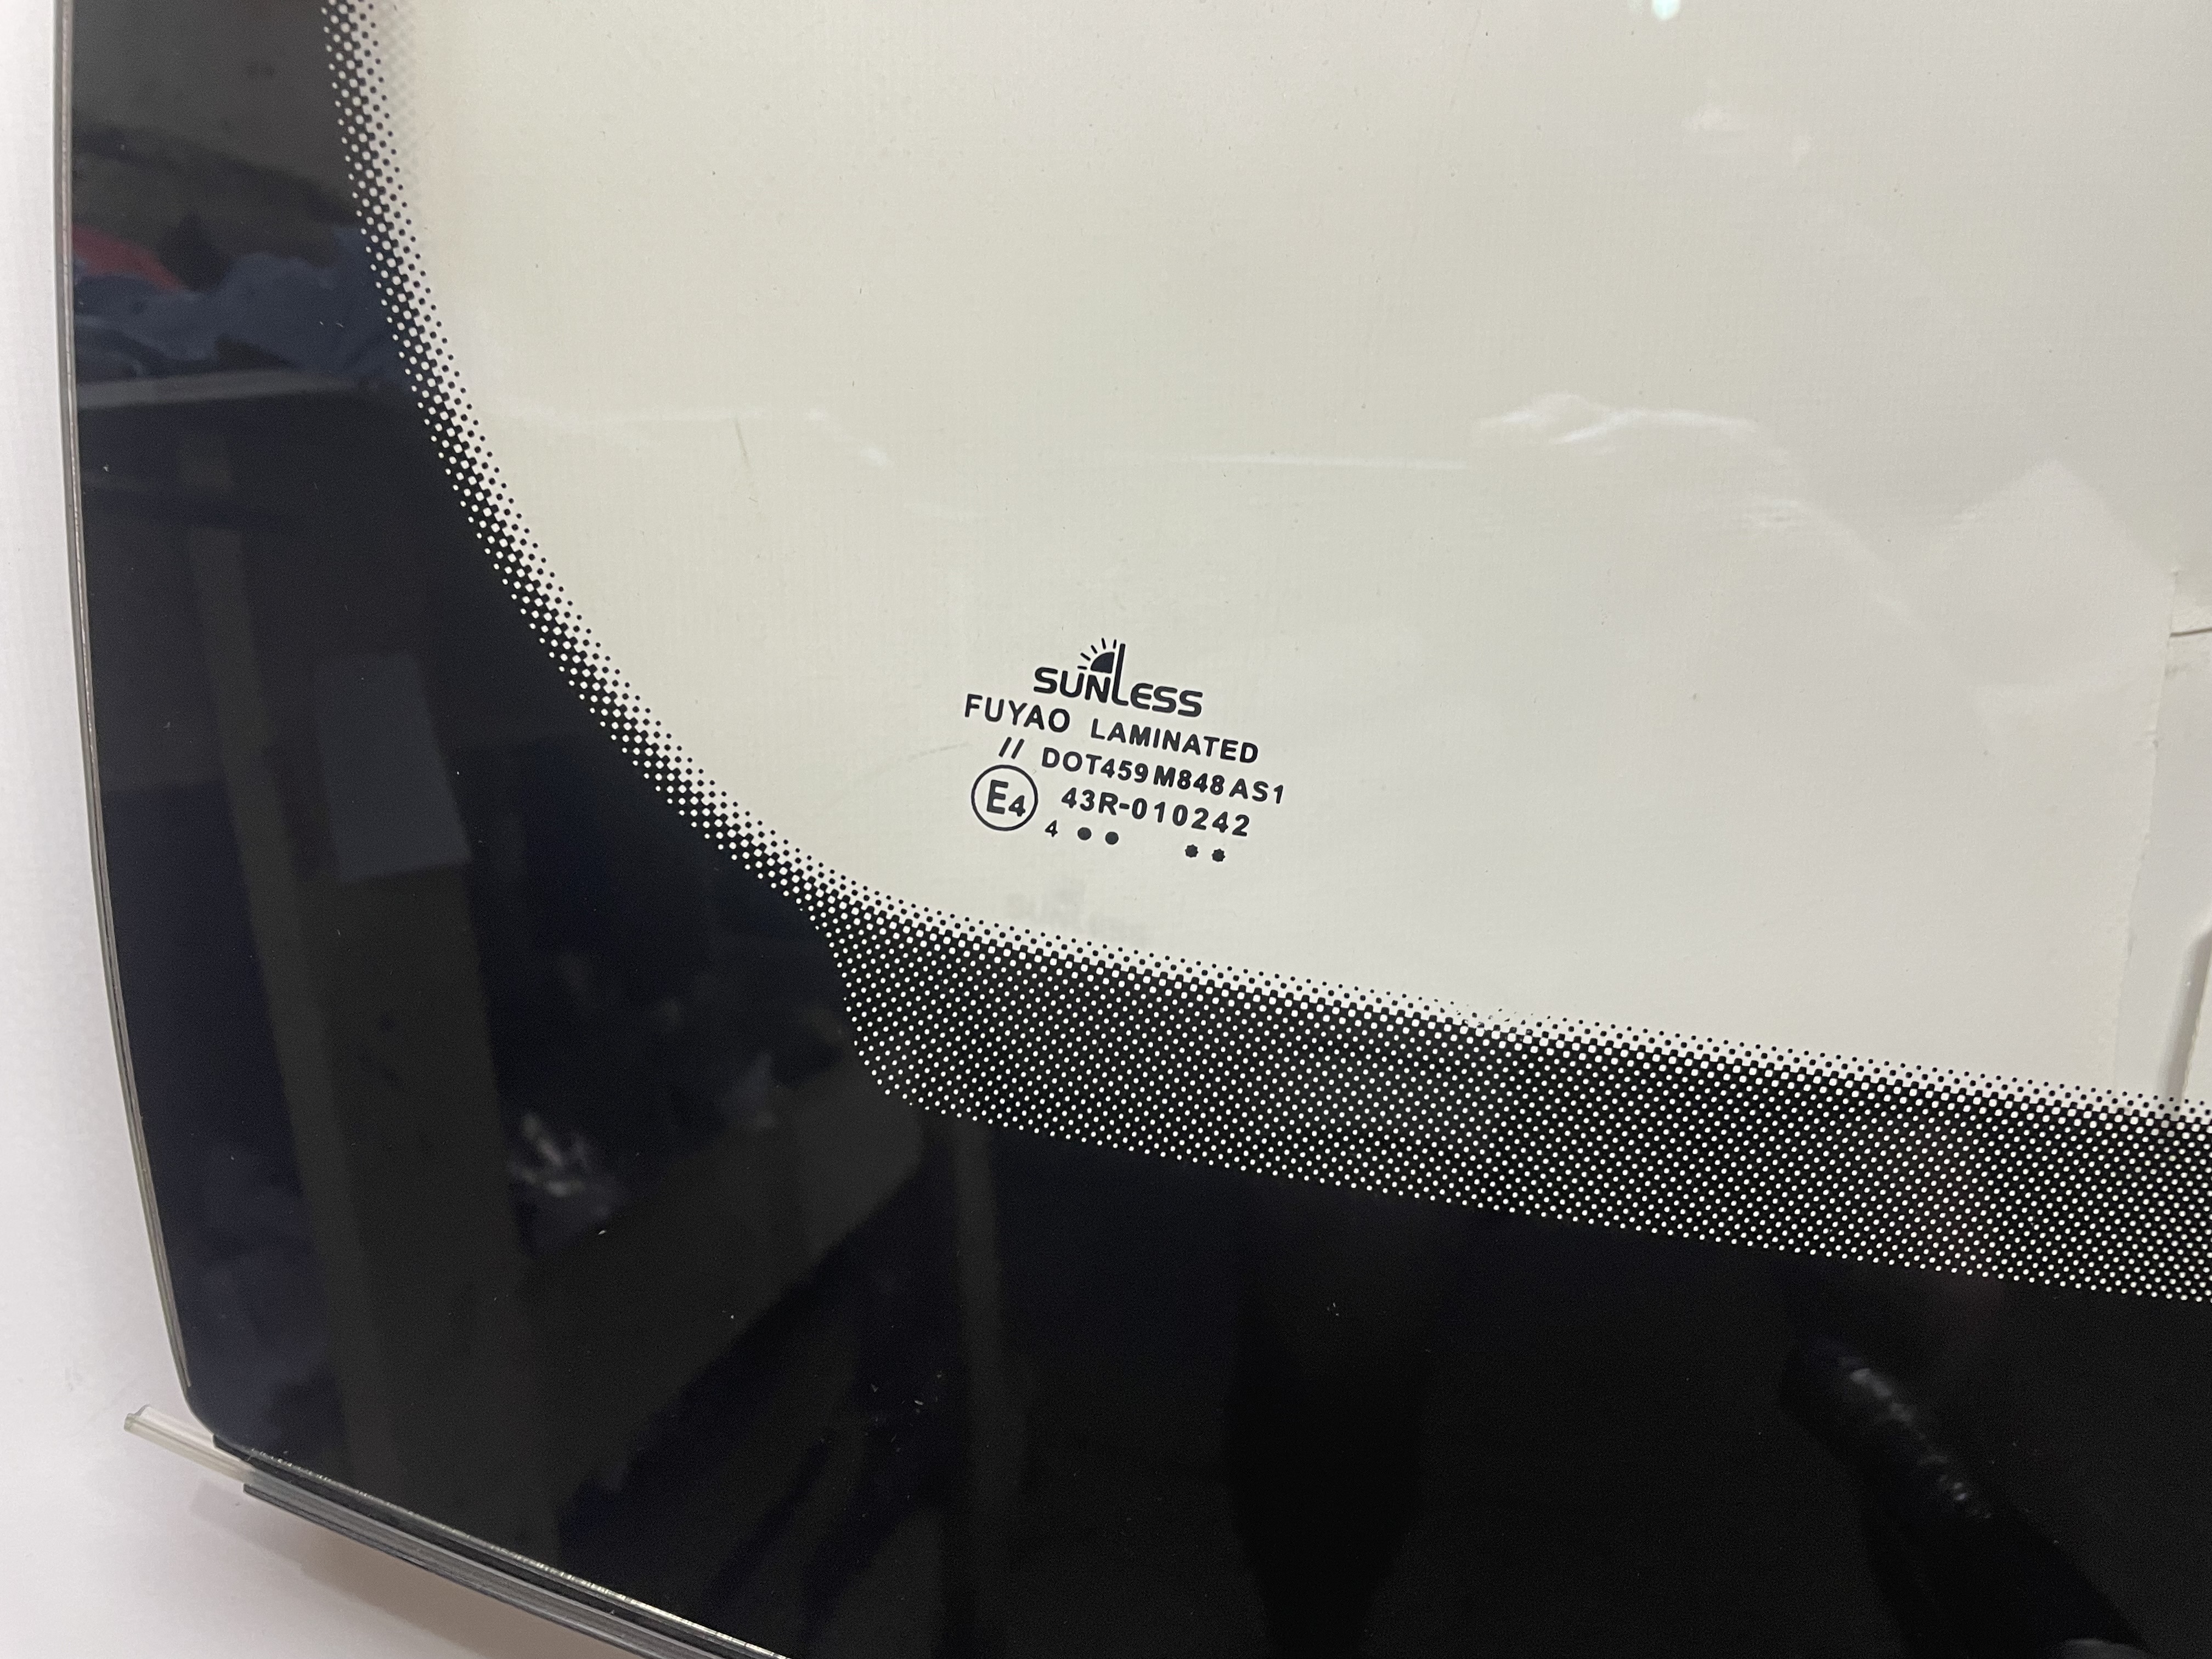 SUNLESS
FUYAO LAMINATED
// DOT459 M848 AS1
E4 43R-010242
4 •• ••